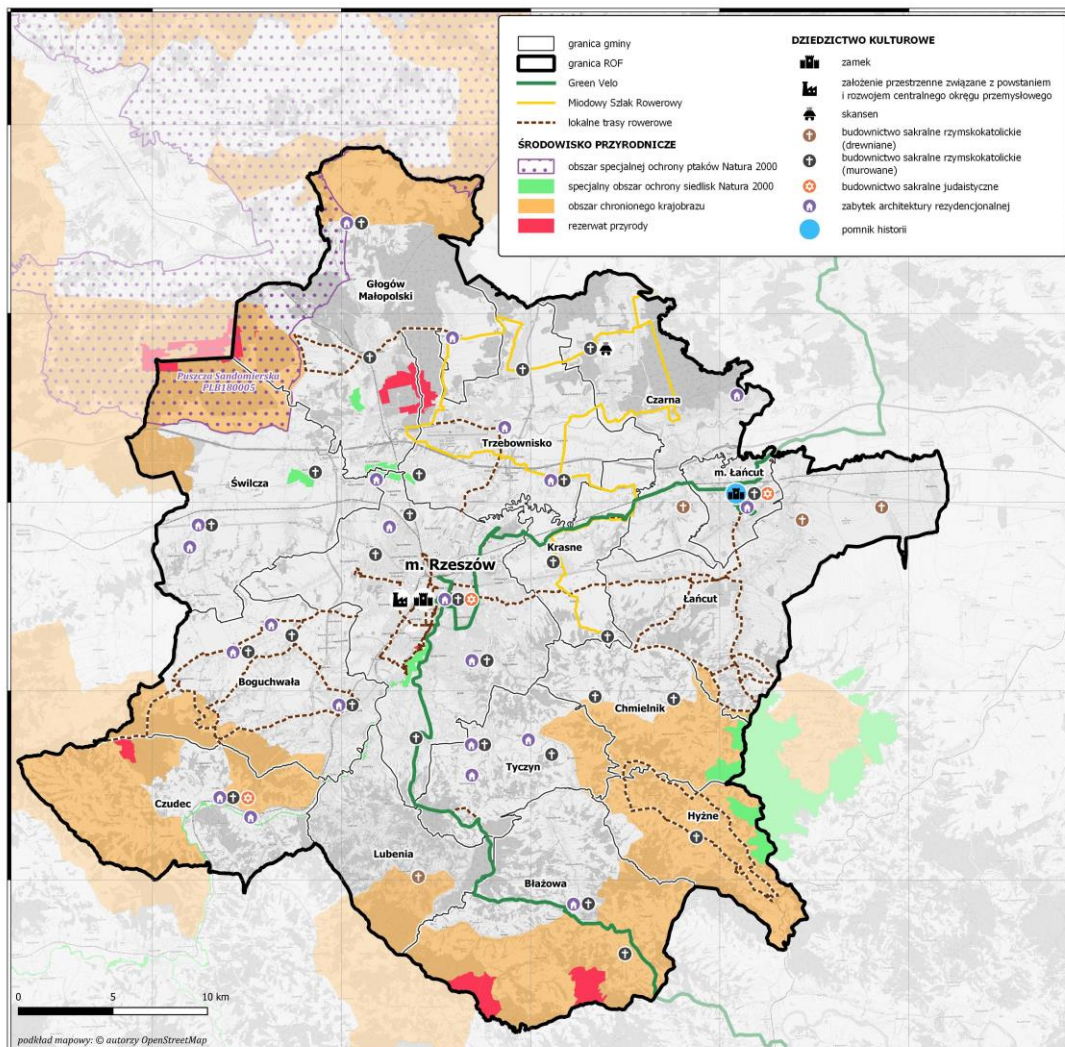 granica gminy
granica ROF
Green Velo
Miodowy Szlak Rowerowy
lokalne trasy rowerowe
ŚRODOWISKO PRZYRODNICZE
obszar specjalnej ochrony ptaków Natura 2000
specjalny obszar ochrony siedlisk Natura 2000
obszar chronionego krajobrazu
rezerwat przyrody
DZIEDZICTWO KULTUROWE
zamek
założenie przestrzenne związane z powstaniem
i rozwojem centralnego okręgu przemysłowego
skansen
budownictwo sakralne rzymskokatolickie
(drewniane)
budownictwo sakralne rzymskokatolickie
(murowane)
budownictwo sakralne judaistyczne
zabytek architektury rezydencjonalnej
pomnik historii
Głogów
Małopolski
Puszcza Sandomierska
PLB180005
Czarna
Trzebownisko
m. Łańcut
Świlcza
Krasne
m. Rzeszów
Łańcut
Boguchwała
Chmielnik
Tyczyn
Czudec
Hyżne
Lubenia
Błażowa
0 5 10 km
podkład mapowy: © autorzy OpenStreetMap